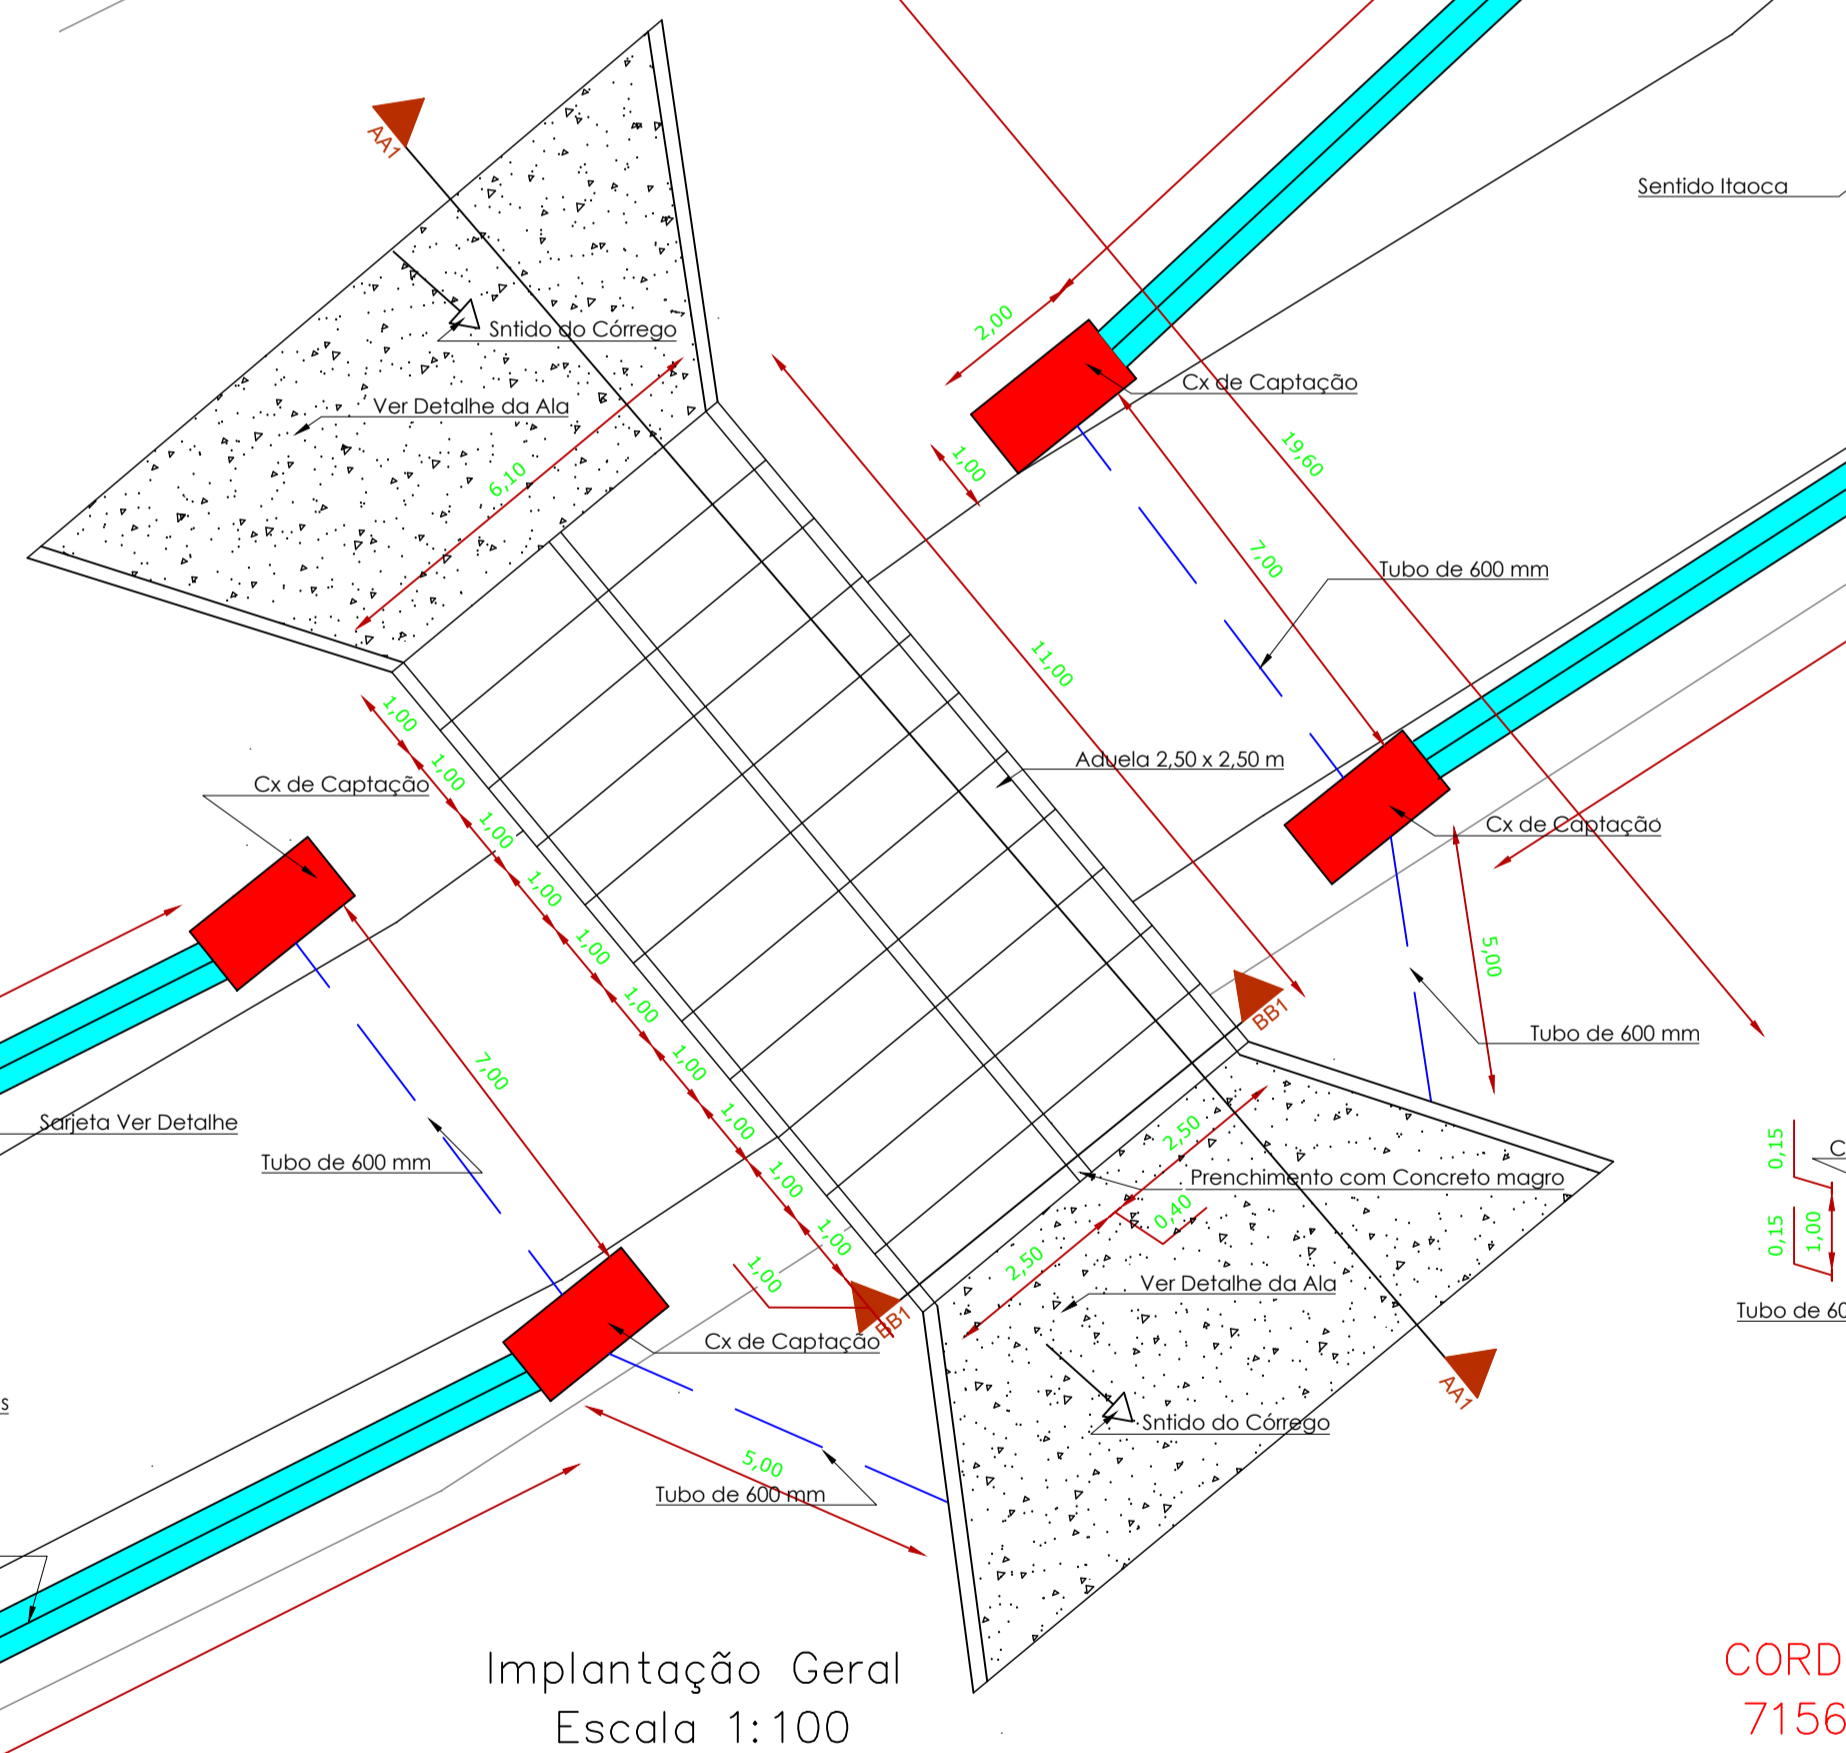 AA1
Sentido Itaoca
Sntido do Córrego
2,00
Cx de Captação
Ver Detalhe da Ala
19,60
1,00
6,10
7,00
Tubo de 600 mm
11,00
1,00
1,00
Aduela 2,50 x 2,50 m
Cx de Captação
1,00
Cx de Captação
1,00
1,00
5,00
1,00
BB1
Tubo de 600 mm
1,00
7,00
1,00
Sarjeta Ver Detalhe
2,50
0,15
Tubo de 600 mm
1,00
Prenchimento com Concreto magro
0,40
0,15
1,00
1,00
2,50
1,00
Ver Detalhe da Ala
BB1
Tubo de 60
Cx de Captação
AA1
s
Sntido do Córrego
5,00
Tubo de 600 mm
Implantação Geral
Escala 1:100
CORD
7156